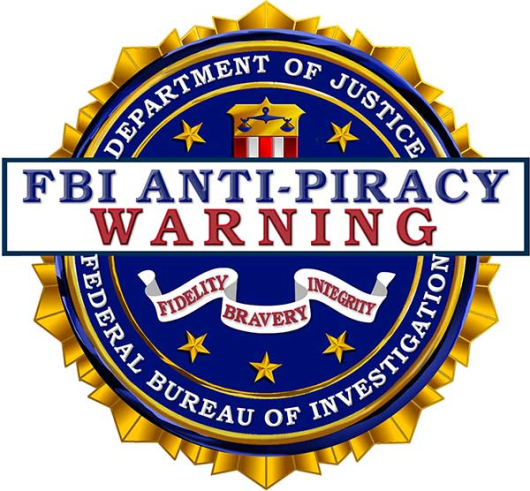 DEPARTMENT OF JUSTICE
FBI ANTI-PIRACY
WARNING
FIDELITY
BRAVERY
INTEGRITY
FEDERAL BUREAU OF INVESTIGATION